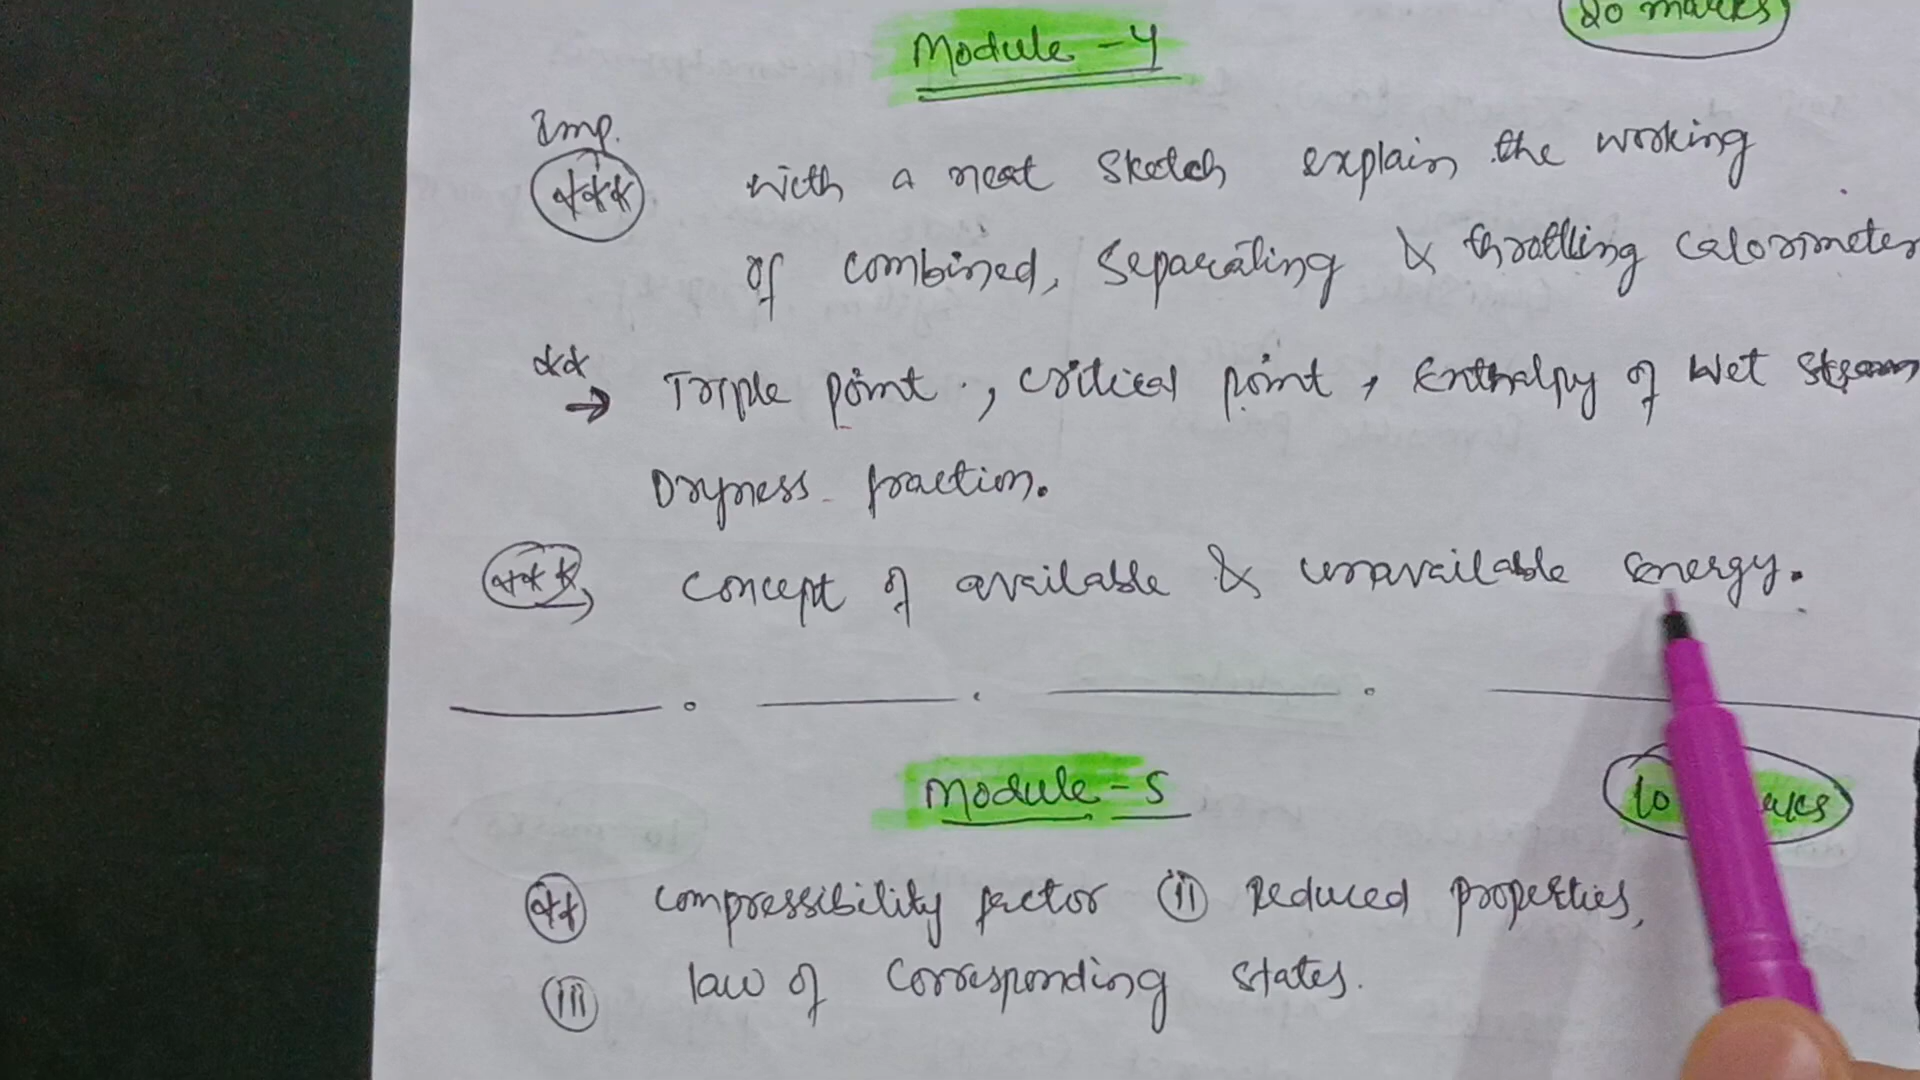 20 marks
Module - 4
Imp.
*** With a neat sketch explain the working
of combined, separating & throttling calorimeter
** → Triple point, critical point, Enthalpy of Wet Steam
Dryness fraction.
*** concept of available & unavailable Energy.
Module - 5
10
** compressibility factor (ii) Reduced properties,
(iii) law of corresponding states.